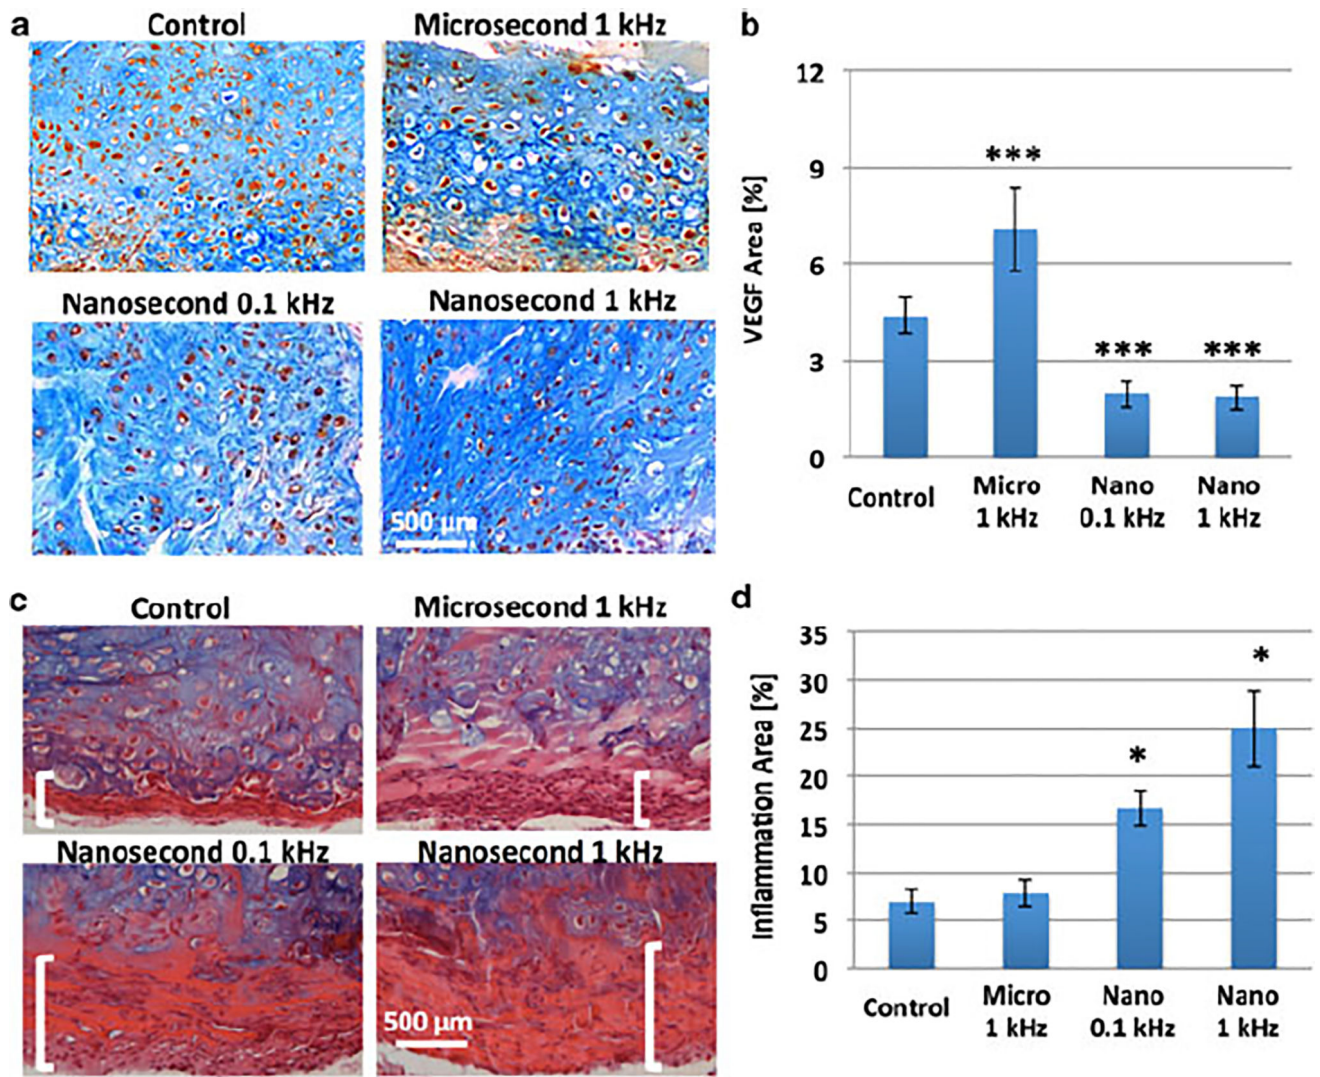 a
Control
Microsecond 1 kHz
Nanosecond 0.1 kHz
Nanosecond 1 kHz
500 µm
b
VEGF Area [%]
12
9
6
3
0
***
***
***
Control
Micro
1 kHz
Nano
0.1 kHz
Nano
1 kHz
c
Control
Microsecond 1 kHz
Nanosecond 0.1 kHz
Nanosecond 1 kHz
500 µm
d
Inflammation Area [%]
35
30
25
20
15
10
5
0
*
*
Control
Micro
1 kHz
Nano
0.1 kHz
Nano
1 kHz